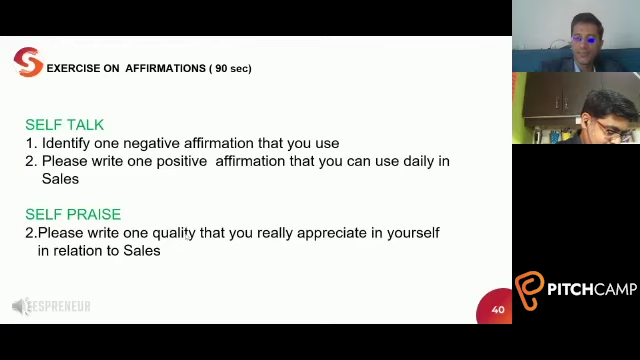 EXERCISE ON AFFIRMATIONS ( 90 sec)
SELF TALK
1. Identify one negative affirmation that you use
2. Please write one positive affirmation that you can use daily in
Sales
SELF PRAISE
2.Please write one quality that you really appreciate in yourself
in relation to Sales
ESPRENEUR
40
PITCHCAMP